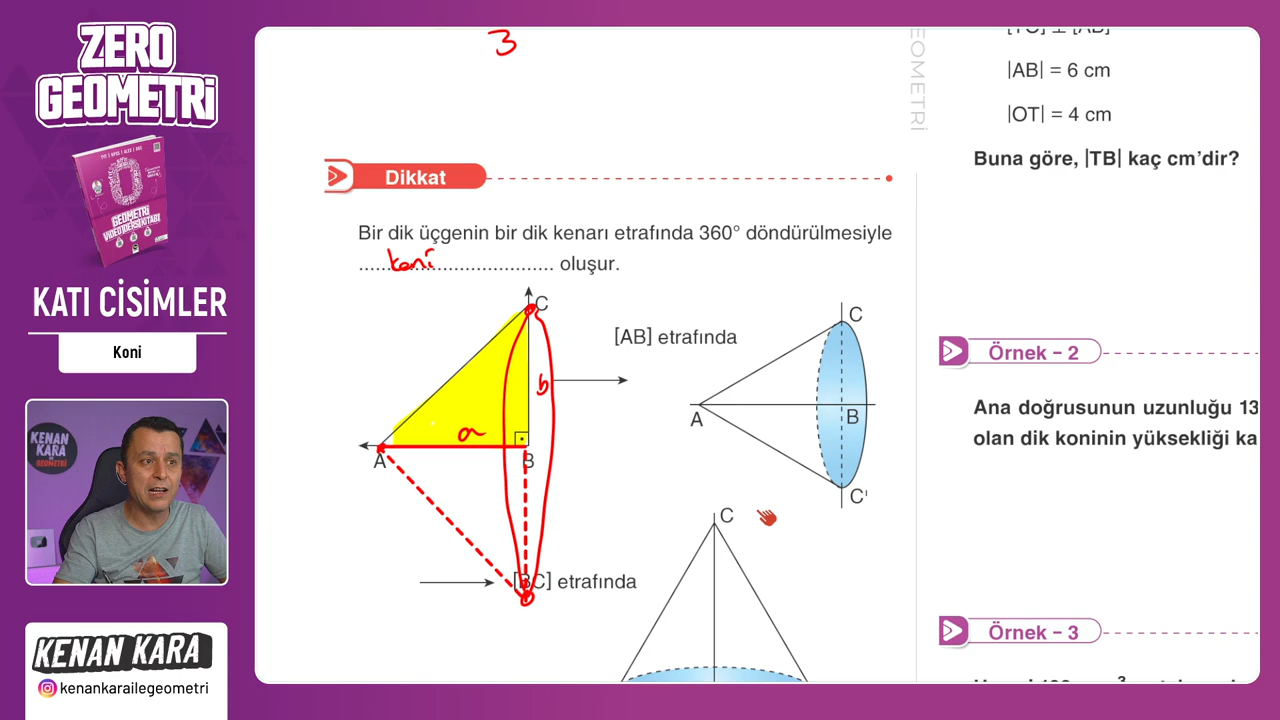 ZERO
GEOMETRİ
0
GEOMETRİ
VİDEO DERS KİTABI
KATI CİSİMLER
Koni
KENAN
KARA
GEOMETRİ
KENAN KARA
kenankarailegeometri
3
Dikkat
Bir dik üçgenin bir dik kenarı etrafında 360° döndürülmesiyle
koni
.................................... oluşur.
C
b
a
A
B
[AB] etrafında
C
A
B
C'
[BC] etrafında
C
|AB| = 6 cm
|OT| = 4 cm
Buna göre, |TB| kaç cm'dir?
Örnek – 2
Ana doğrusunun uzunluğu 13
olan dik koninin yüksekliği ka
Örnek – 3